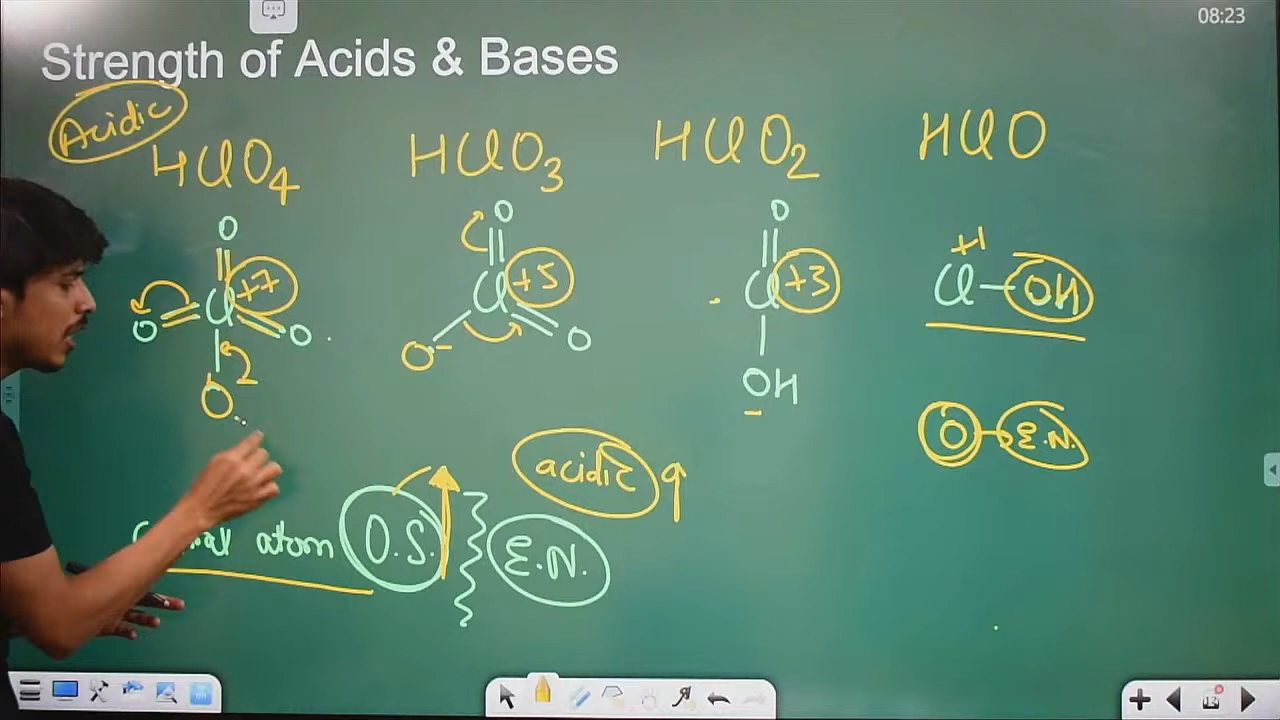 08:23
Strength of Acids & Bases
Acidic
HClO4 HClO3 HClO2 HClO
O O O
Cl +7 Cl +5 Cl +3 +1 Cl-OH
O O O- O
O OH
O E.N.
acidic ↑
atom O.S. E.N.